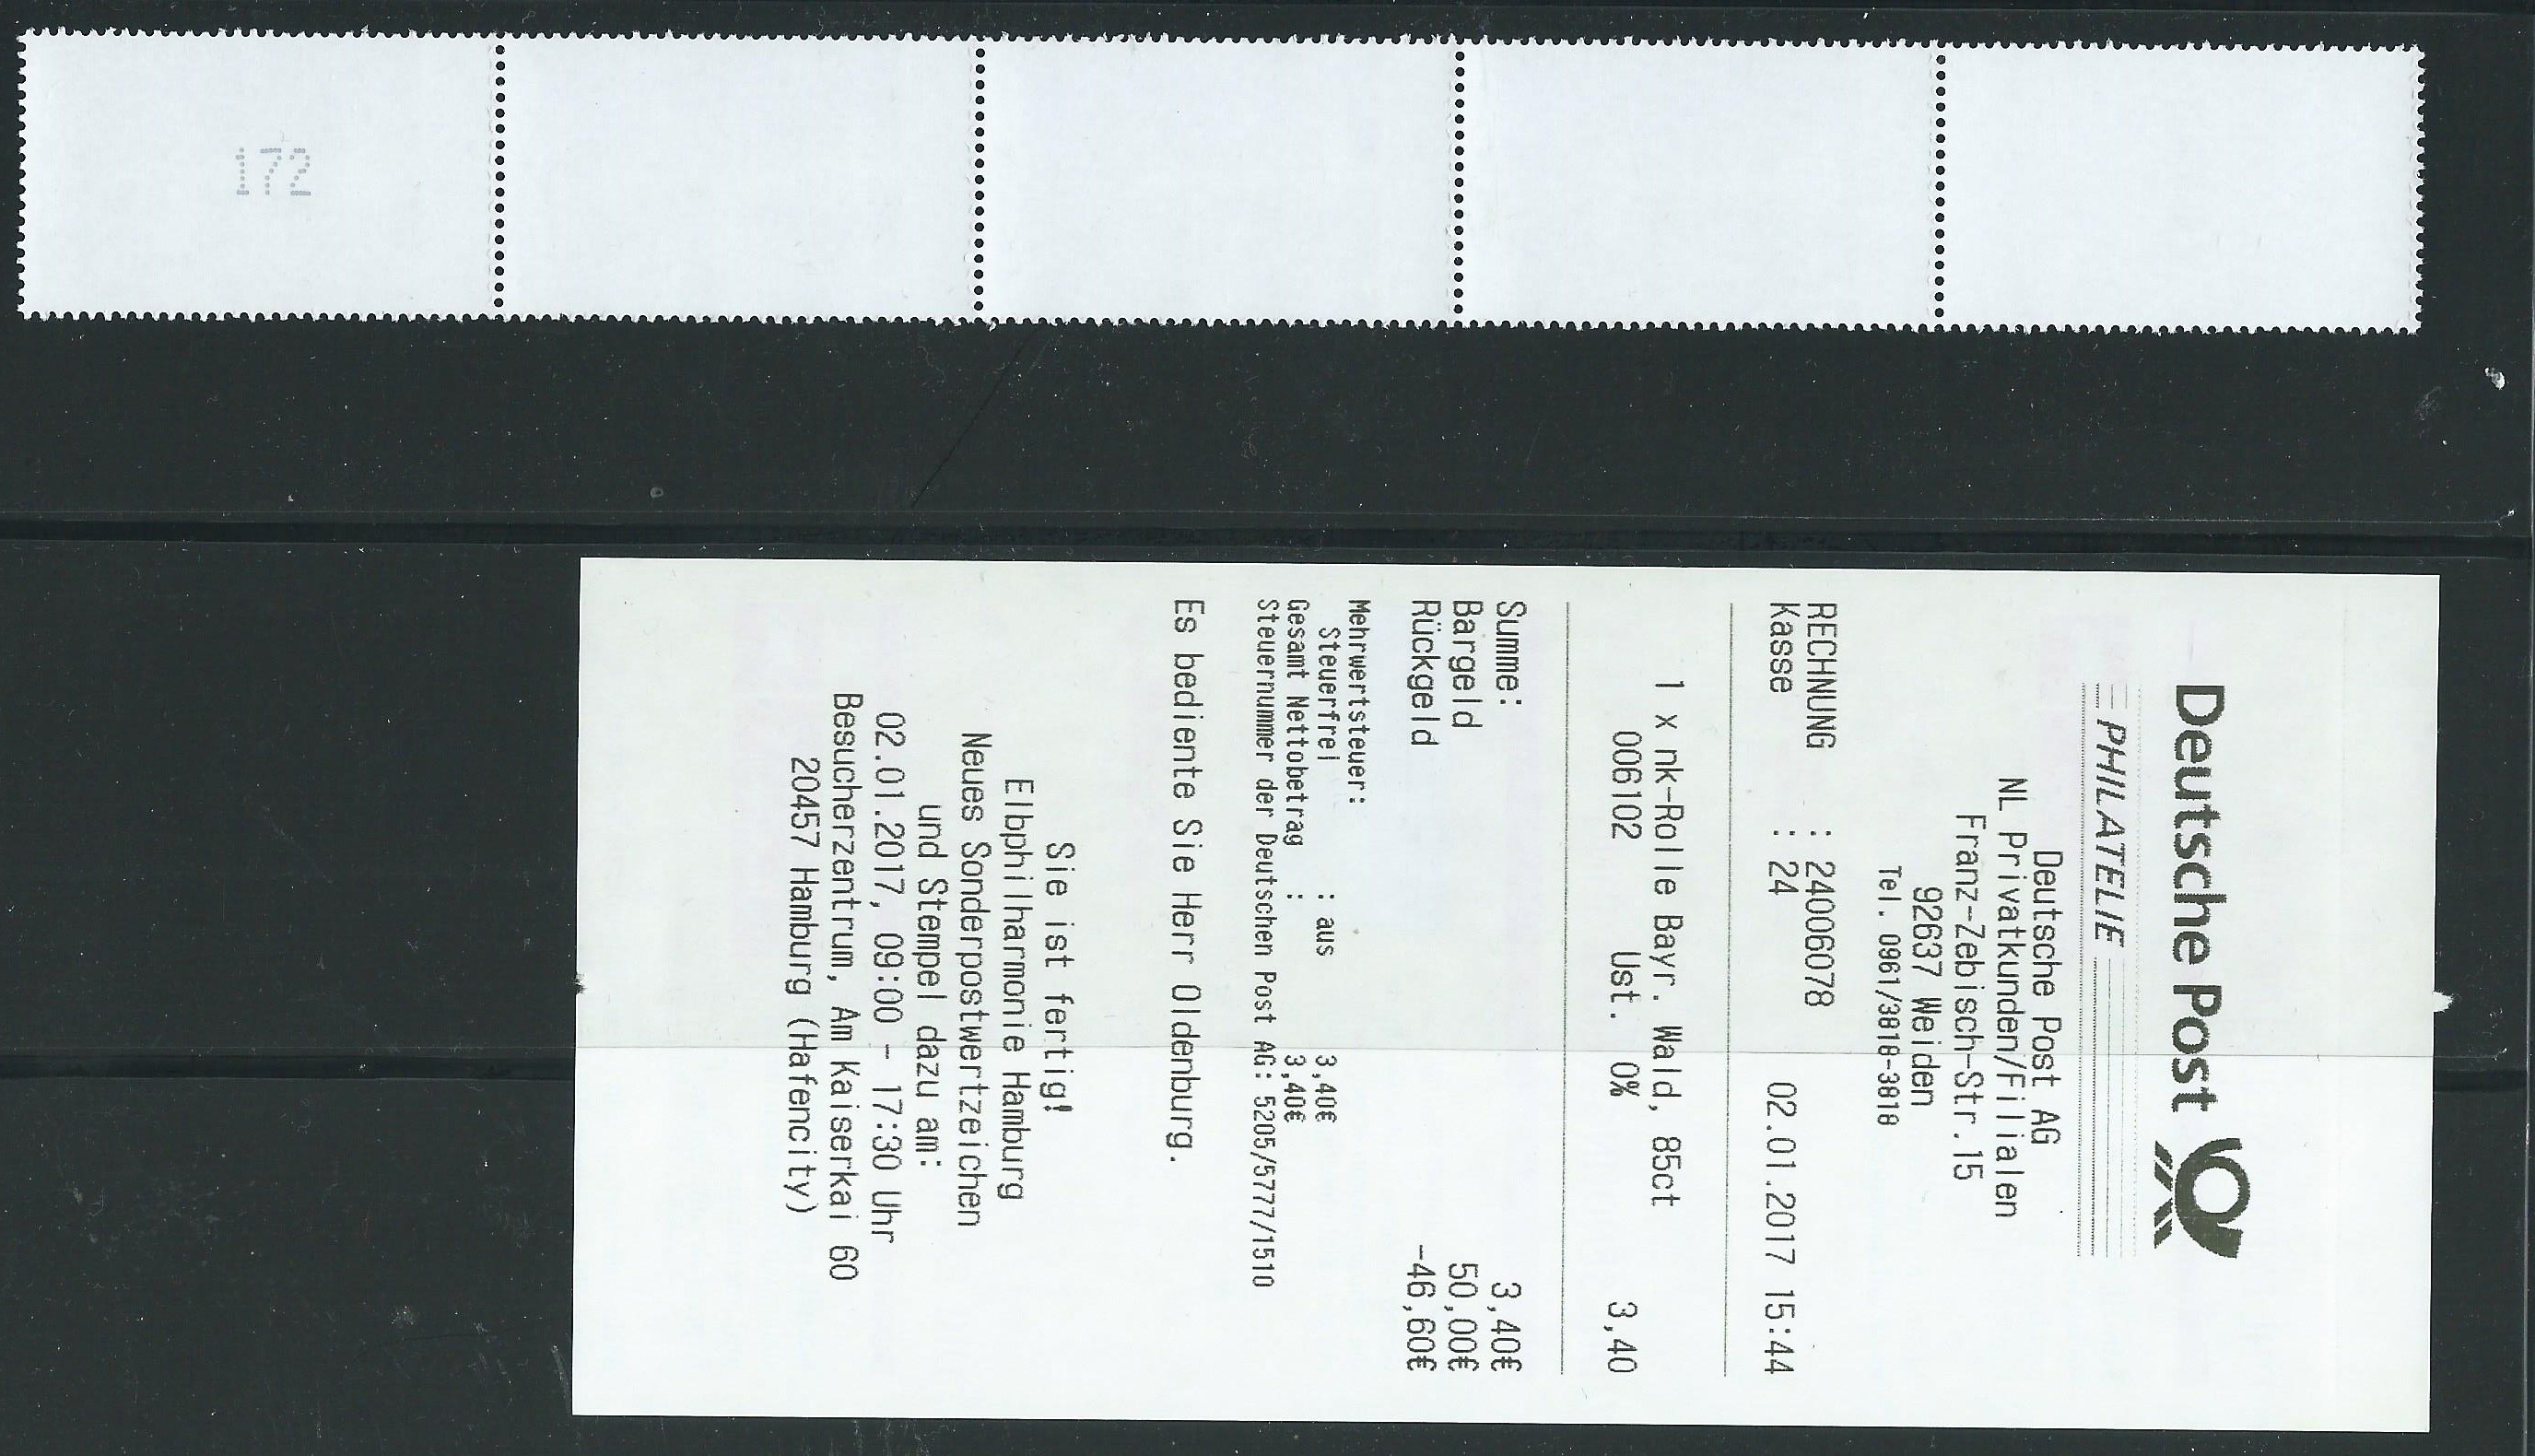 172
Deutsche Post
PHILATELIE
Deutsche Post AG
NL Privatkunden/Filialen
Franz-Zebisch-Str.15
92637 Weiden
Tel. 0961/3818-3818
RECHNUNG : 24006078
Kasse : 24 02.01.2017 15:44
1 x nk-Rolle Bayr. Wald, 85ct
006102 Ust. 0% 3,40
Summe: 3,40€
Bargeld 50,00€
Rückgeld -46,60€
Mehrwertsteuer:
Steuerfrei : aus 3,40€
Gesamt Nettobetrag : 3,40€
Steuernummer der Deutschen Post AG: 5205/5777/1510
Es bediente Sie Herr Oldenburg.
Sie ist fertig!
Elbphilharmonie Hamburg
Neues Sonderpostwertzeichen
und Stempel dazu am:
02.01.2017, 09:00 - 17:30 Uhr
Besucherzentrum, Am Kaiserkai 60
20457 Hamburg (Hafencity)